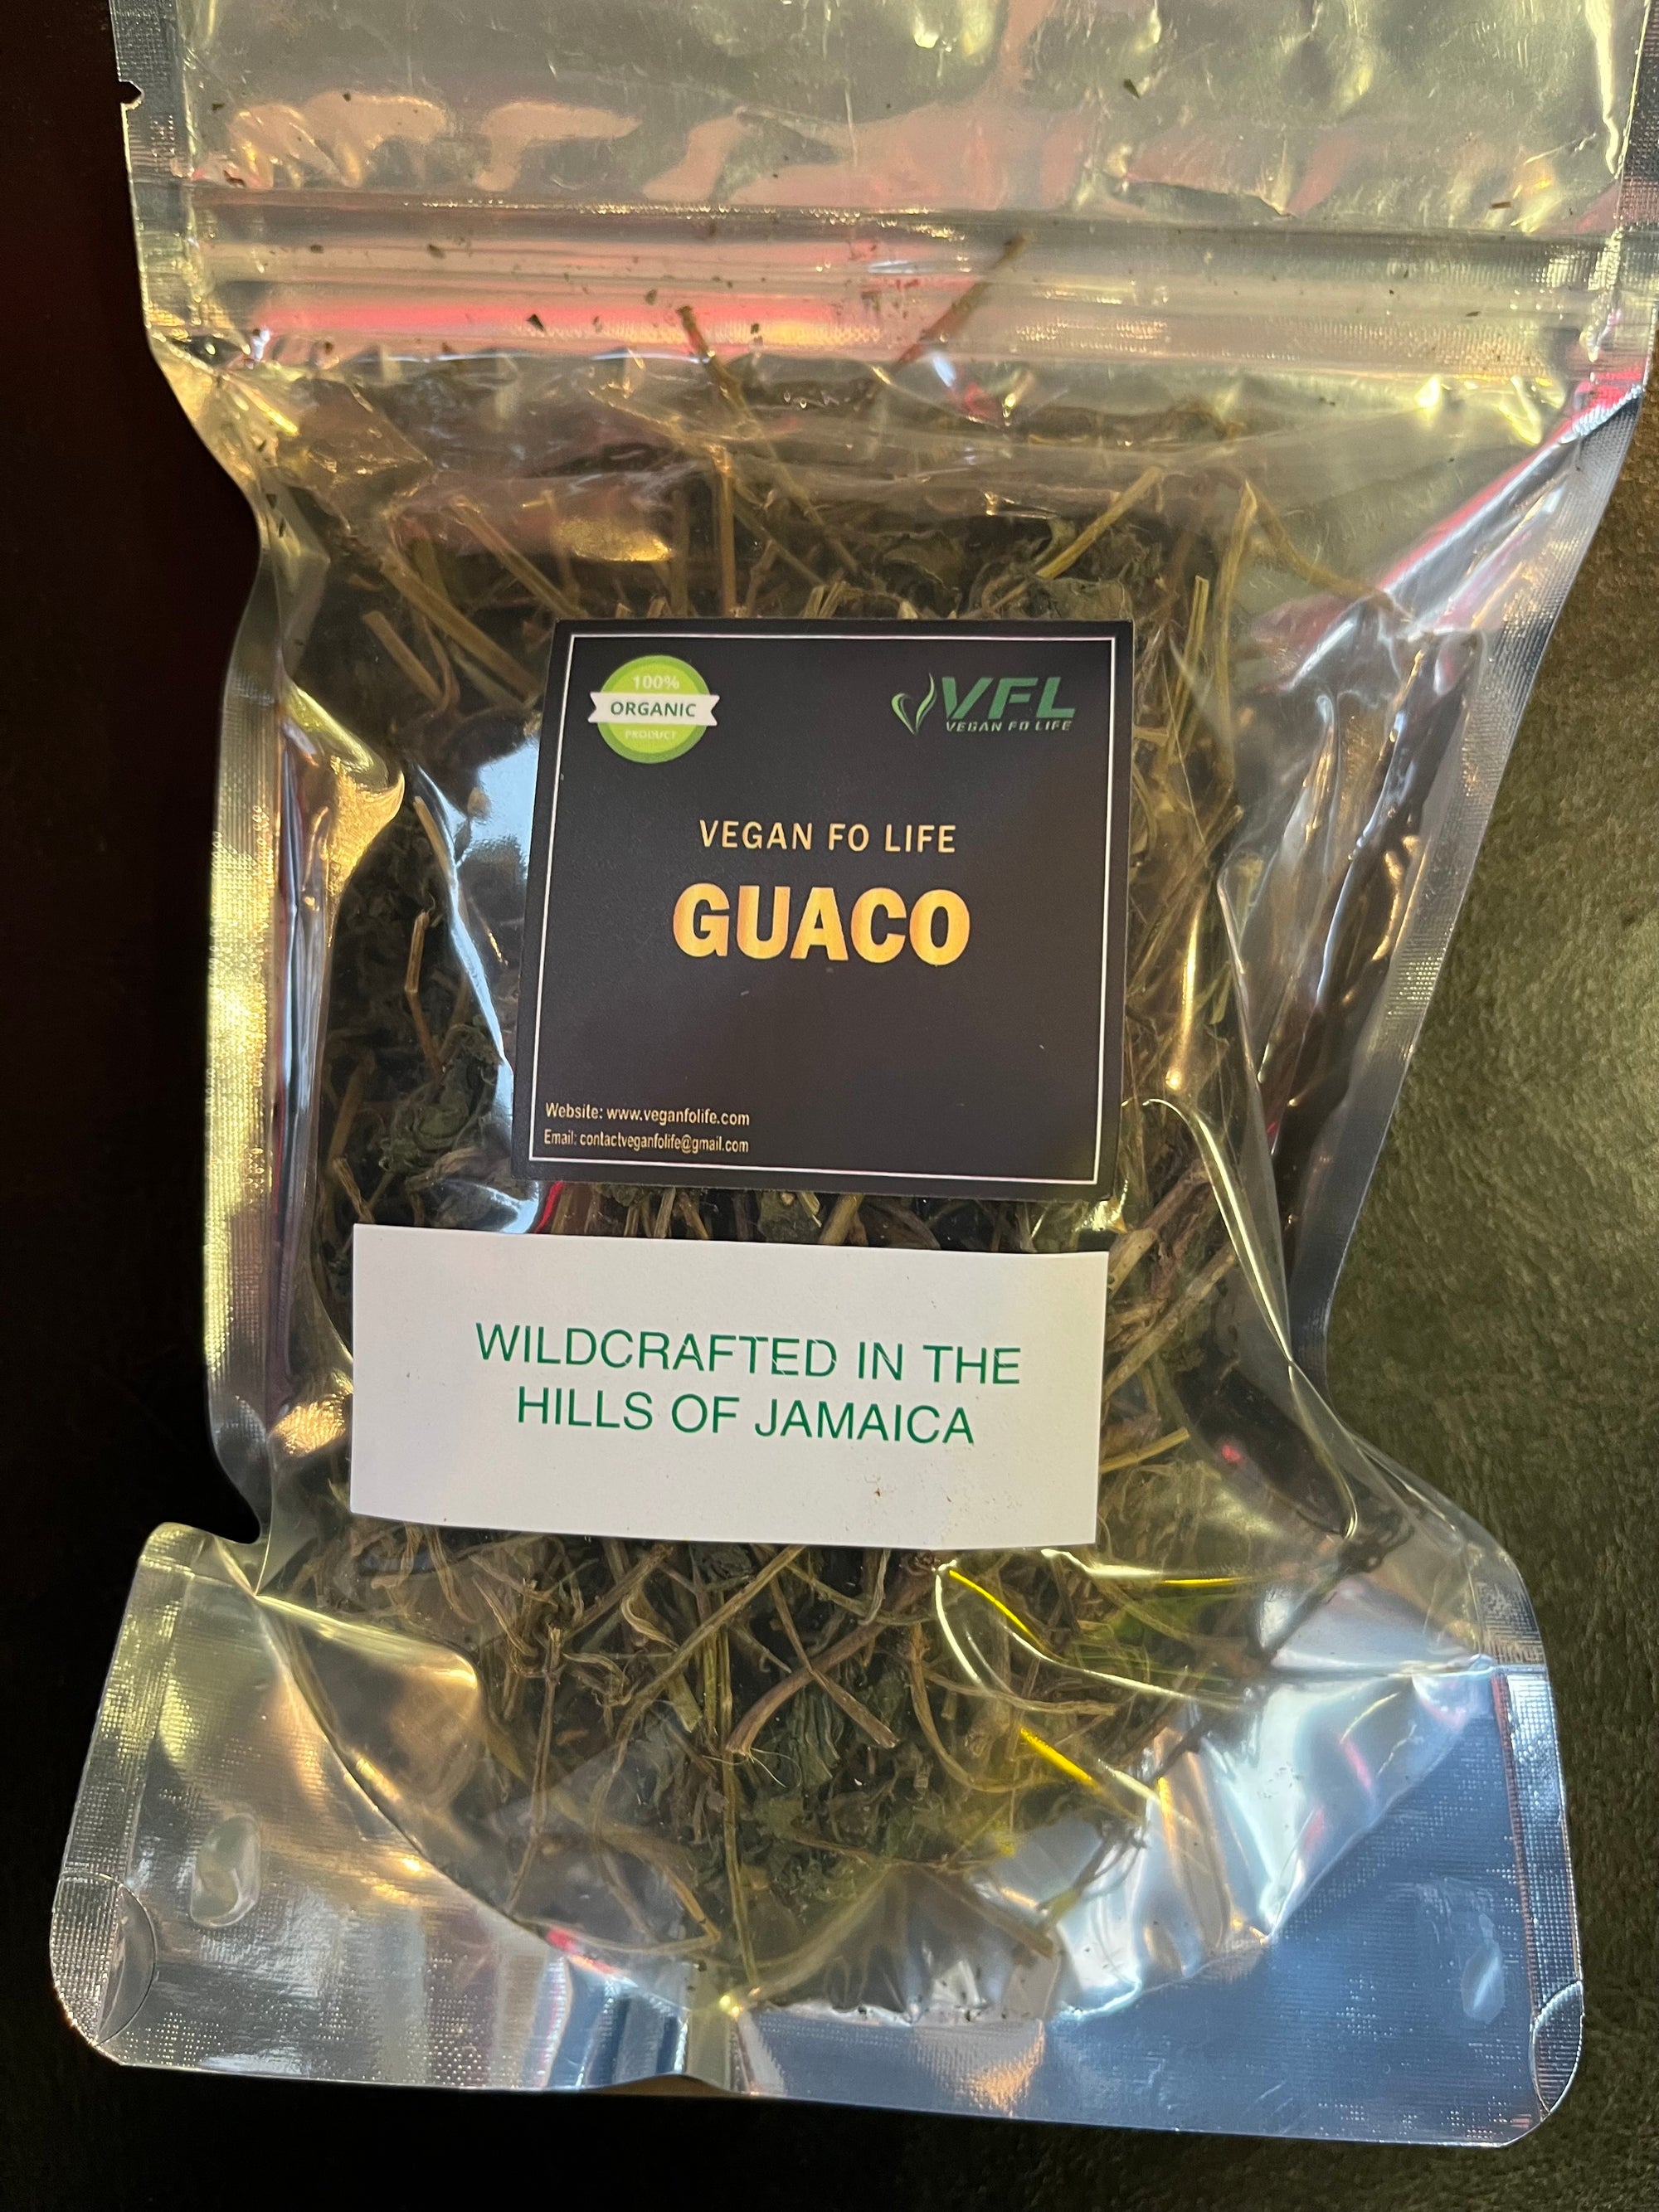 100%
ORGANIC
PRODUCT
VFL
VEGAN FO LIFE
VEGAN FO LIFE
GUACO
Website: www.veganfolife.com
Email: contactveganfolife@gmail.com
WILDCRAFTED IN THE
HILLS OF JAMAICA